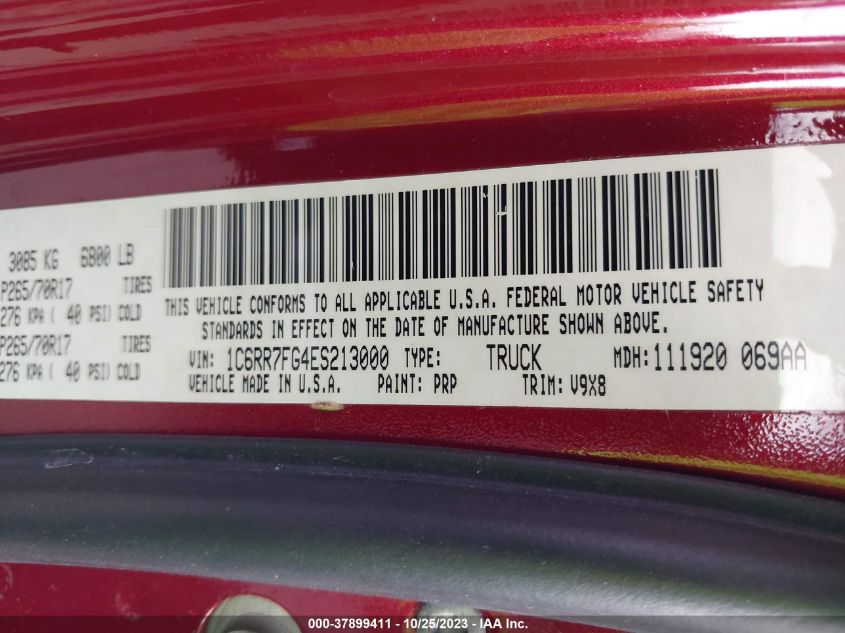 3085 KG 6800 LB
P265/70R17 TIRES
276 KPA ( 40 PSI) COLD
P265/70R17 TIRES
276 KPA ( 40 PSI) COLD
THIS VEHICLE CONFORMS TO ALL APPLICABLE U.S.A. FEDERAL MOTOR VEHICLE SAFETY
STANDARDS IN EFFECT ON THE DATE OF MANUFACTURE SHOWN ABOVE.
VIN: 1C6RR7FG4ES213000 TYPE: TRUCK MDH: 111920 069AA
VEHICLE MADE IN U.S.A. PAINT: PRP TRIM: V9X8
000-37899411 - 10/25/2023 - IAA Inc.